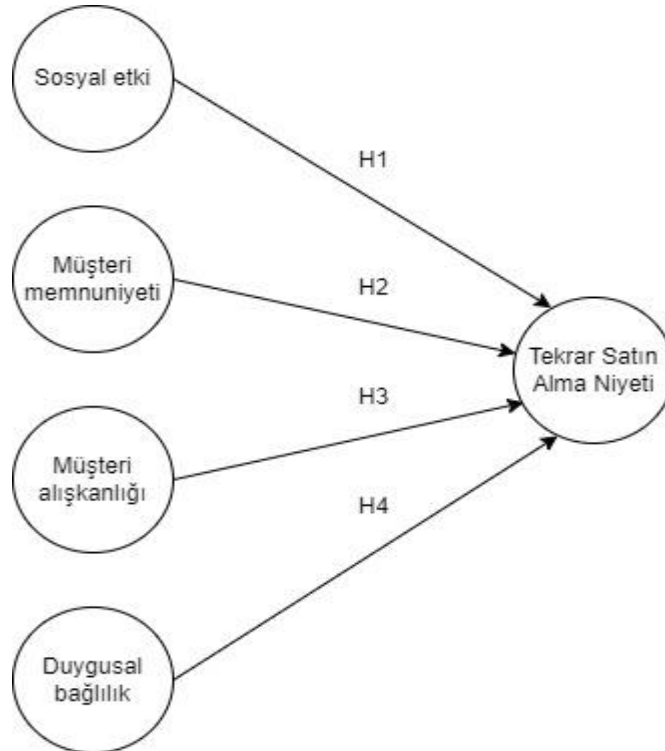 Sosyal etki
H1
Müşteri
memnuniyeti
H2
Tekrar Satın
Alma Niyeti
H3
Müşteri
alışkanlığı
H4
Duygusal
bağlılık